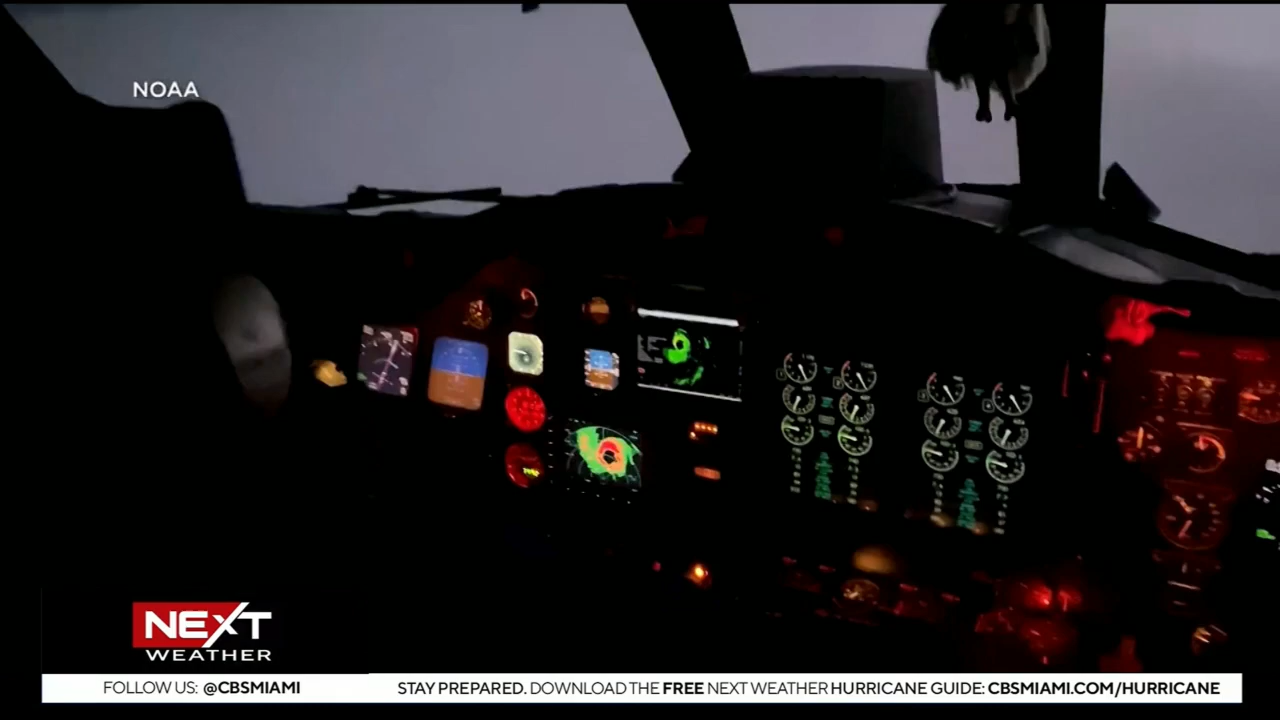 NOAA
NEXT
WEATHER
FOLLOW US: @CBSMIAMI
STAY PREPARED. DOWNLOAD THE FREE NEXT WEATHER HURRICANE GUIDE: CBSMIAMI.COM/HURRICANE